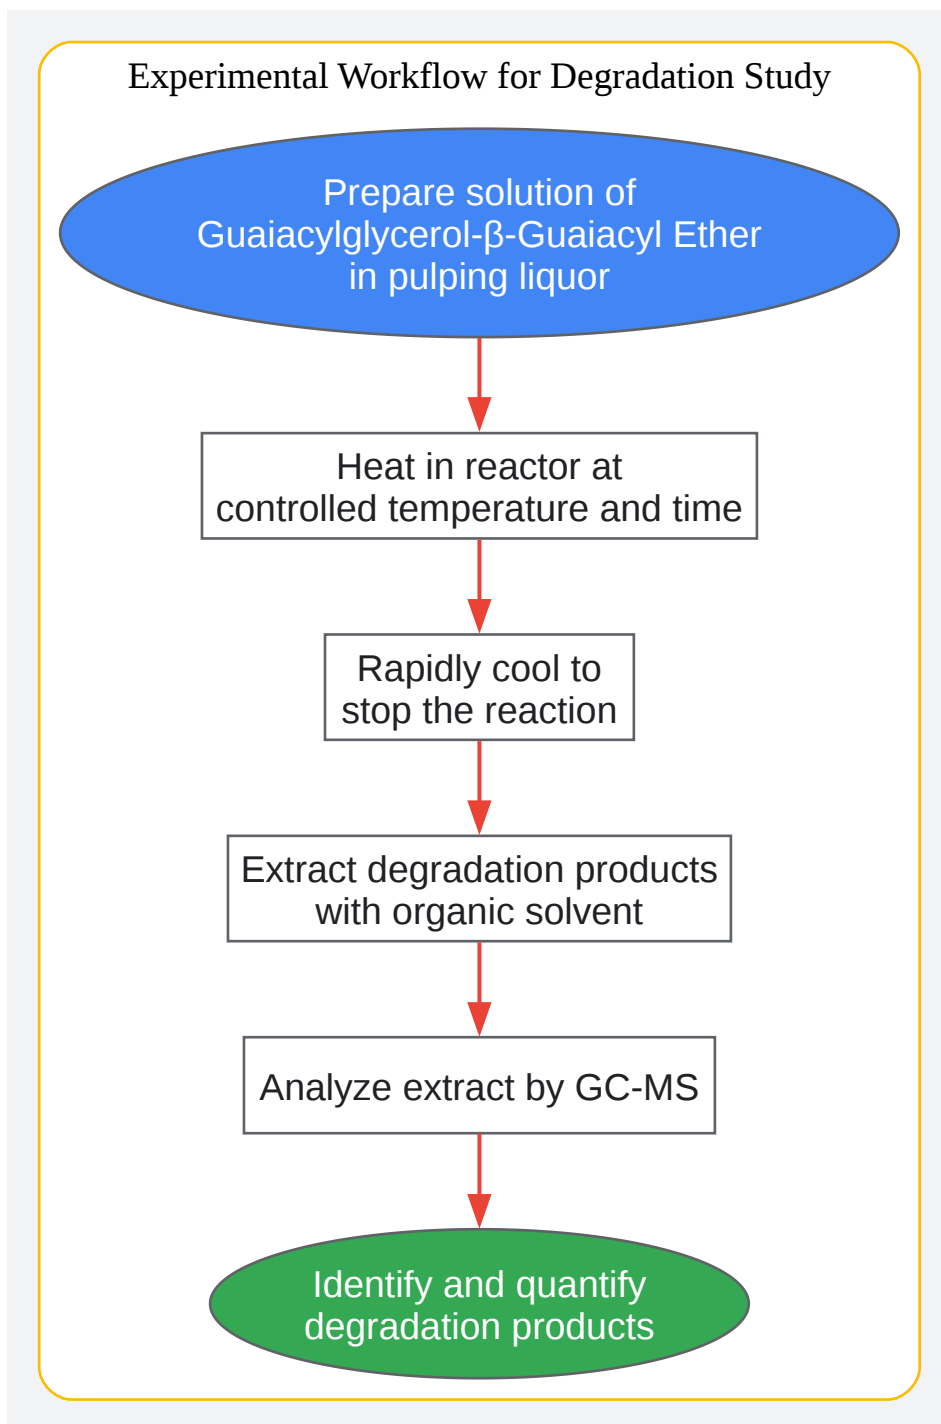 Experimental Workflow for Degradation Study
Prepare solution of
Guaiacylglycerol-β-Guaiacyl Ether
in pulping liquor
Heat in reactor at
controlled temperature and time
Rapidly cool to
stop the reaction
Extract degradation products
with organic solvent
Analyze extract by GC-MS
Identify and quantify
degradation products